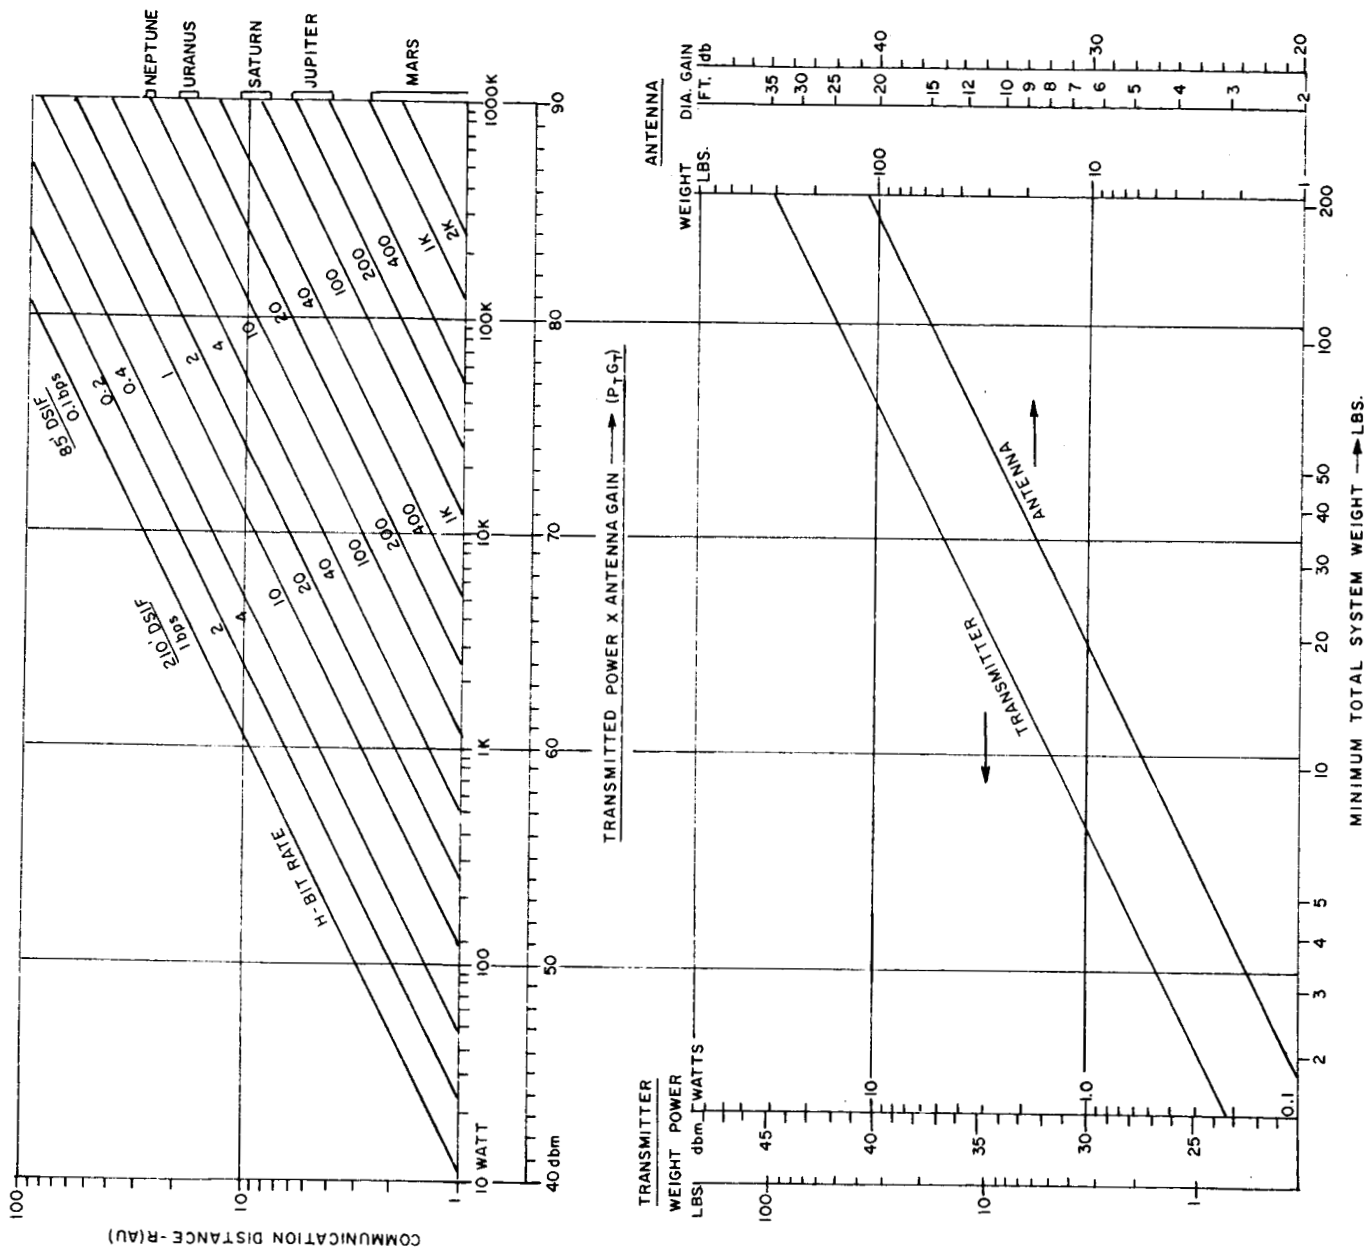 NEPTUNE
URANUS
SATURN
JUPITER
MARS
85' DSIF
0.1 bps
0.2
0.4
1
2
4
10
20
40
100
200
400
1K
2K
210' DSIF
1 bps
2
4
10
20
40
100
200
400
1K
H-BIT RATE
100
10
1
COMMUNICATION DISTANCE -R(AU)
10 WATT
100
1K
10K
100K
1000K
40 dbm
50
60
70
80
90
TRANSMITTED POWER X ANTENNA GAIN → (PTGT)
ANTENNA
WEIGHT DIA. GAIN
LBS. FT. db
100
10
1
35
30
25
20
15
12
10
9
8
7
6
5
4
3
2
40
30
20
TRANSMITTER
WEIGHT POWER
LBS dbm WATTS
100
10
1
45
40
35
30
25
10
1.0
0.1
TRANSMITTER
ANTENNA
2
3
4
5
10
20
30
40
50
100
200
MINIMUM TOTAL SYSTEM WEIGHT → LBS.